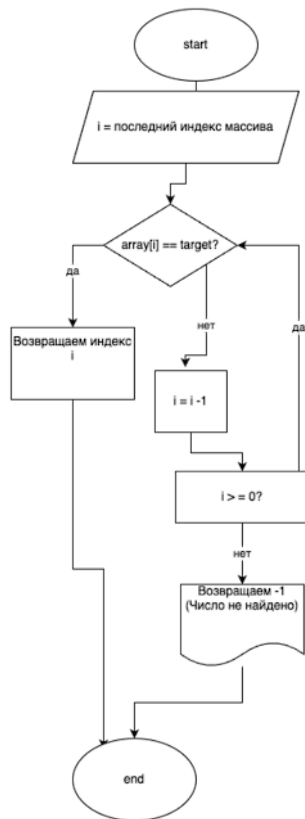 start
i = последний индекс массива
array[i] == target?
да
нет
да
Возвращаем индекс
i
i = i -1
i > = 0?
нет
Возвращаем -1
(Число не найдено)
end